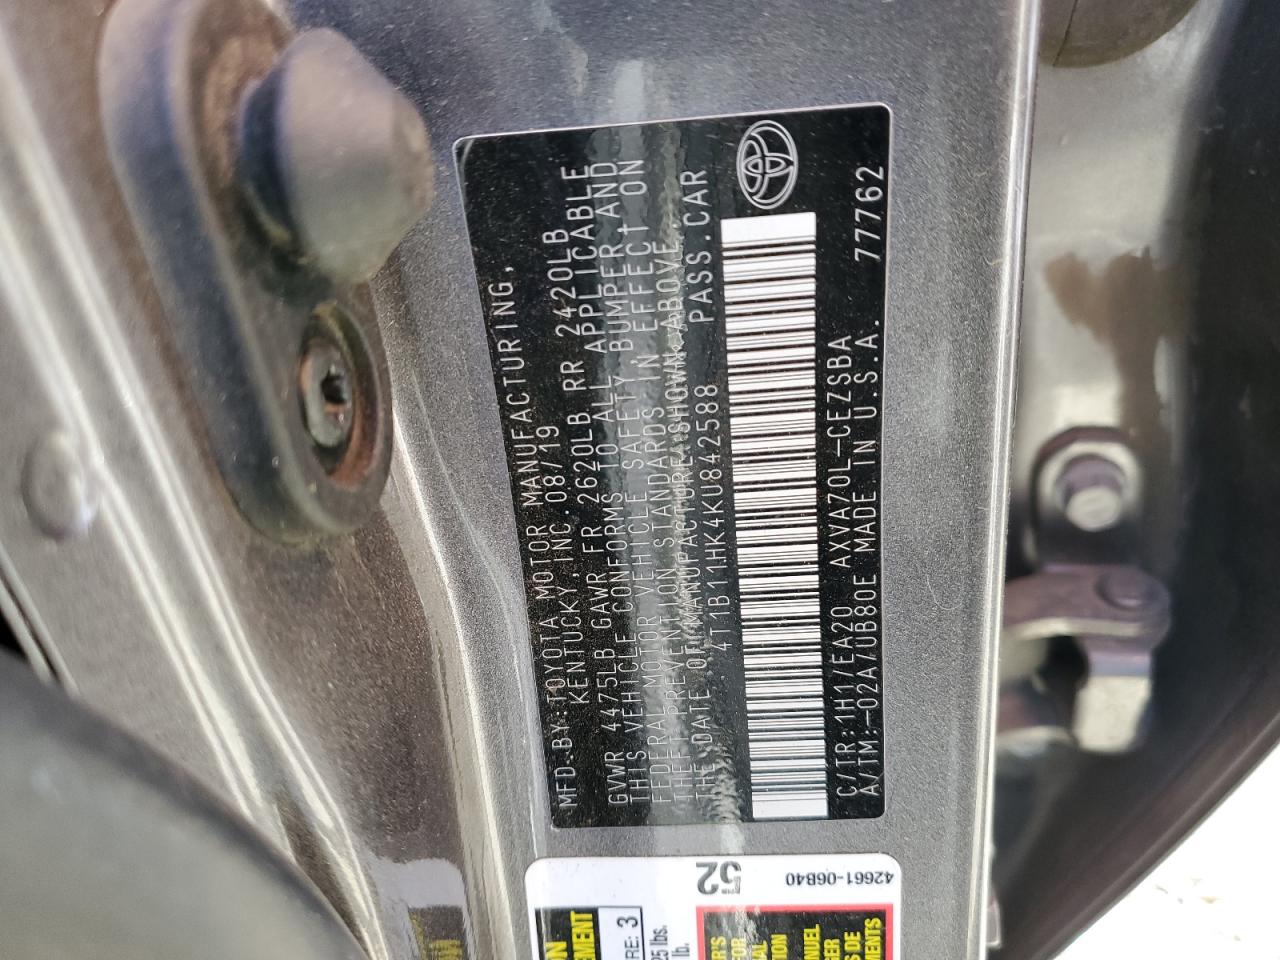 MFD.BY:TOYOTA MOTOR MANUFACTURING,
KENTUCKY,INC. 08/19
GVWR 4475LB GAWR FR 2620LB RR 2420LB
THIS VEHICLE CONFORMS TO ALL APPLICABLE
FEDERAL MOTOR VEHICLE SAFETY, BUMPER, AND
THEFT PREVENTION STANDARDS IN EFFECT ON
THE DATE OF MANUFACTURE SHOWN ABOVE.
4T1B11HK4KU842588 PASS.CAR
C/TR:1H1/EA20 AXVA70L-CEZSBA 77762
A/TM:-02A/UB80E MADE IN U.S.A.
52
42661-06B40